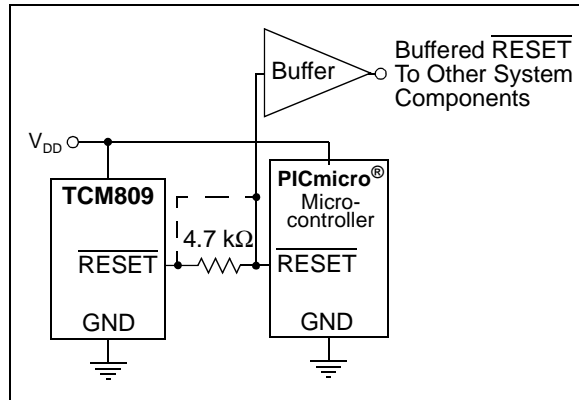 Buffer
Buffered RESET
To Other System
Components
VDD
TCM809
PICmicro®
Micro-
controller
4.7 kΩ
RESET
RESET
GND
GND